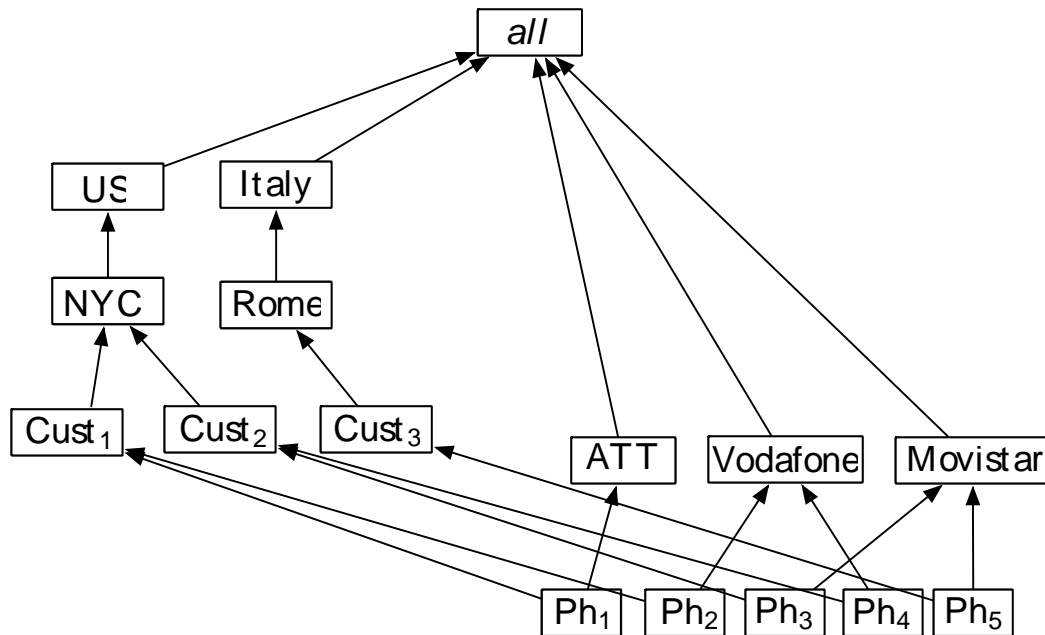 all
US
Italy
NYC
Rome
Cust₁
Cust₂
Cust₃
ATT
Vodafone
Movistar
Ph₁
Ph₂
Ph₃
Ph₄
Ph₅